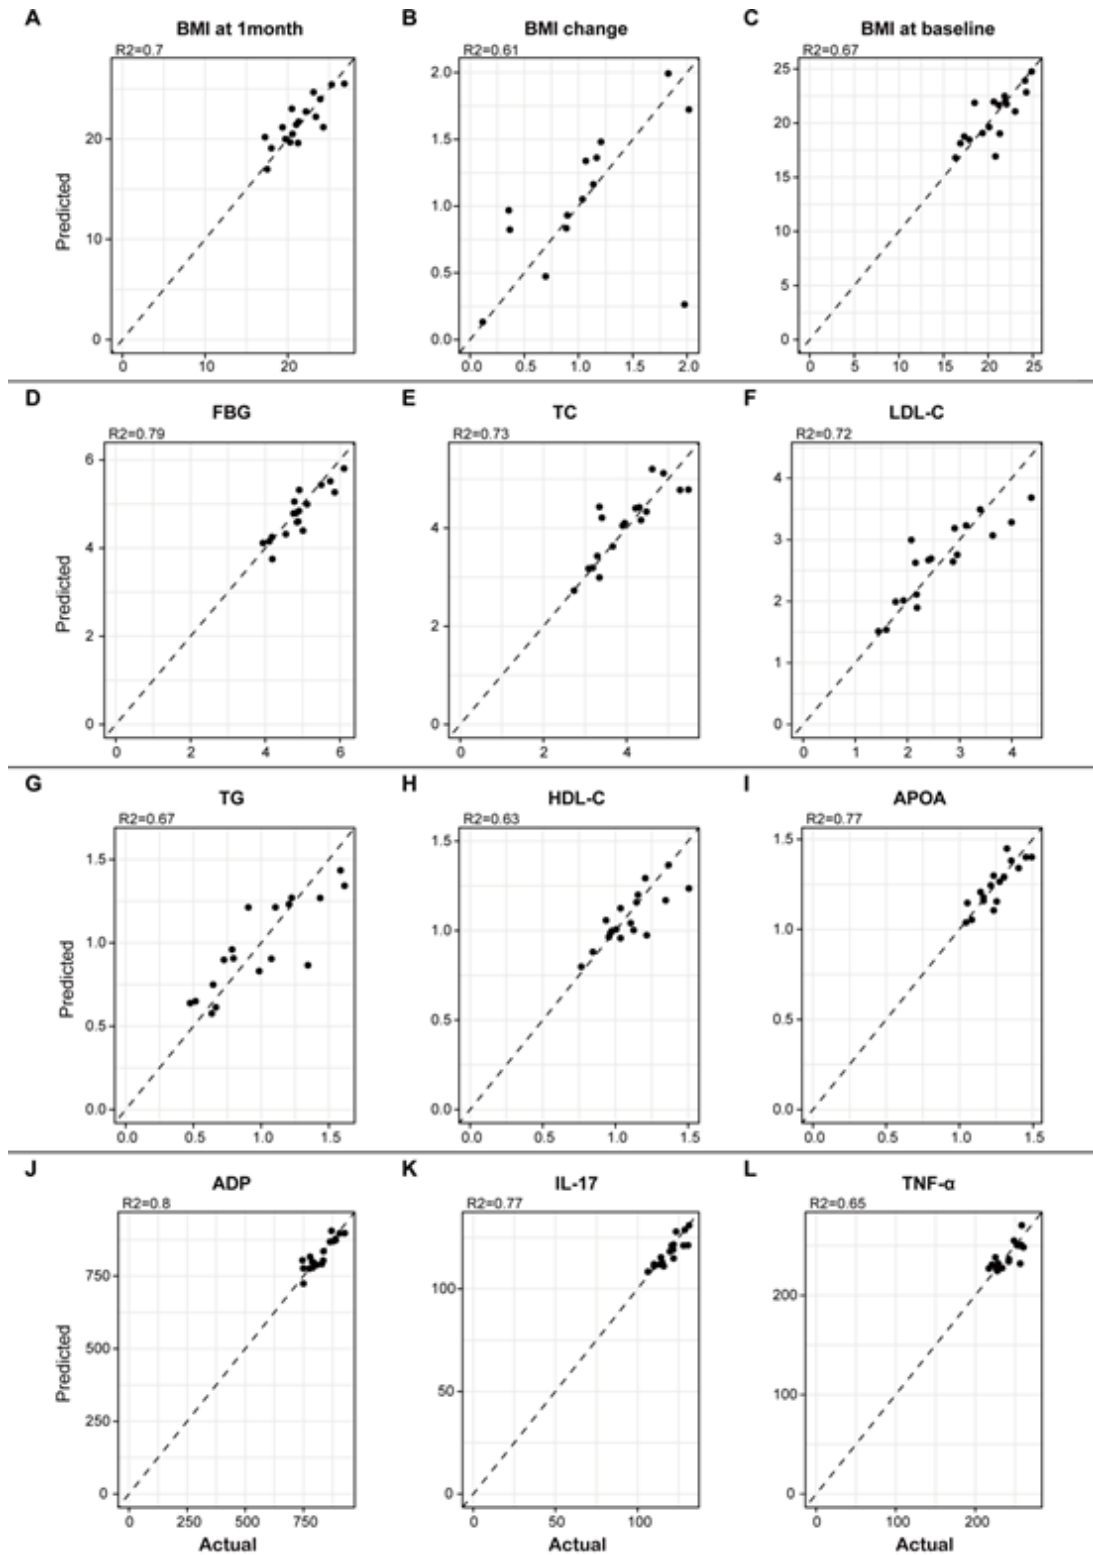 A BMI at 1month B BMI change C BMI at baseline
R2=0.7 R2=0.61 R2=0.67
Predicted
20
10
0
0 10 20
2.0
1.5
1.0
0.5
0.0
0.0 0.5 1.0 1.5 2.0
25
20
15
10
5
0
0 5 10 15 20 25
D FBG E TC F LDL-C
R2=0.79 R2=0.73 R2=0.72
Predicted
6
4
2
0
0 2 4 6
4
2
0
0 2 4
4
3
2
1
0
0 1 2 3 4
G TG H HDL-C I APOA
R2=0.67 R2=0.63 R2=0.77
Predicted
1.5
1.0
0.5
0.0
0.0 0.5 1.0 1.5
1.5
1.0
0.5
0.0
0.0 0.5 1.0 1.5
1.5
1.0
0.5
0.0
0.0 0.5 1.0 1.5
J ADP K IL-17 L TNF-α
R2=0.8 R2=0.77 R2=0.65
Predicted
750
500
250
0
0 250 500 750
100
50
0
0 50 100
200
100
0
0 100 200
Actual Actual Actual